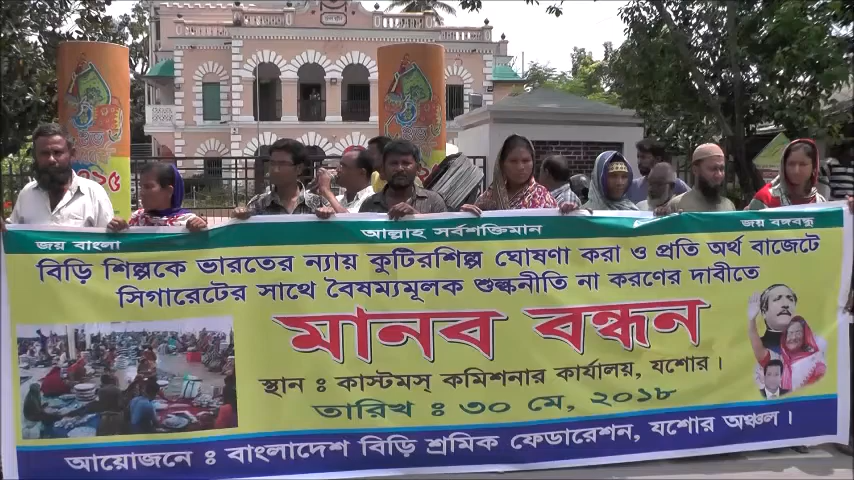 জয় বাংলা
আল্লাহ সর্বশক্তিমান
জয় বঙ্গবন্ধু
বিড়ি শিল্পকে ভারতের ন্যায় কুটিরশিল্প ঘোষণা করা ও প্রতি অর্থ বাজেটে
সিগারেটের সাথে বৈষম্যমূলক শুল্কনীতি না করণের দাবীতে
মানব বন্ধন
স্থান : কাস্টমস্ কমিশনার কার্যালয়, যশোর।
তারিখ : ৩০ মে, ২০১৮
আয়োজনে : বাংলাদেশ বিড়ি শ্রমিক ফেডারেশন, যশোর অঞ্চল।